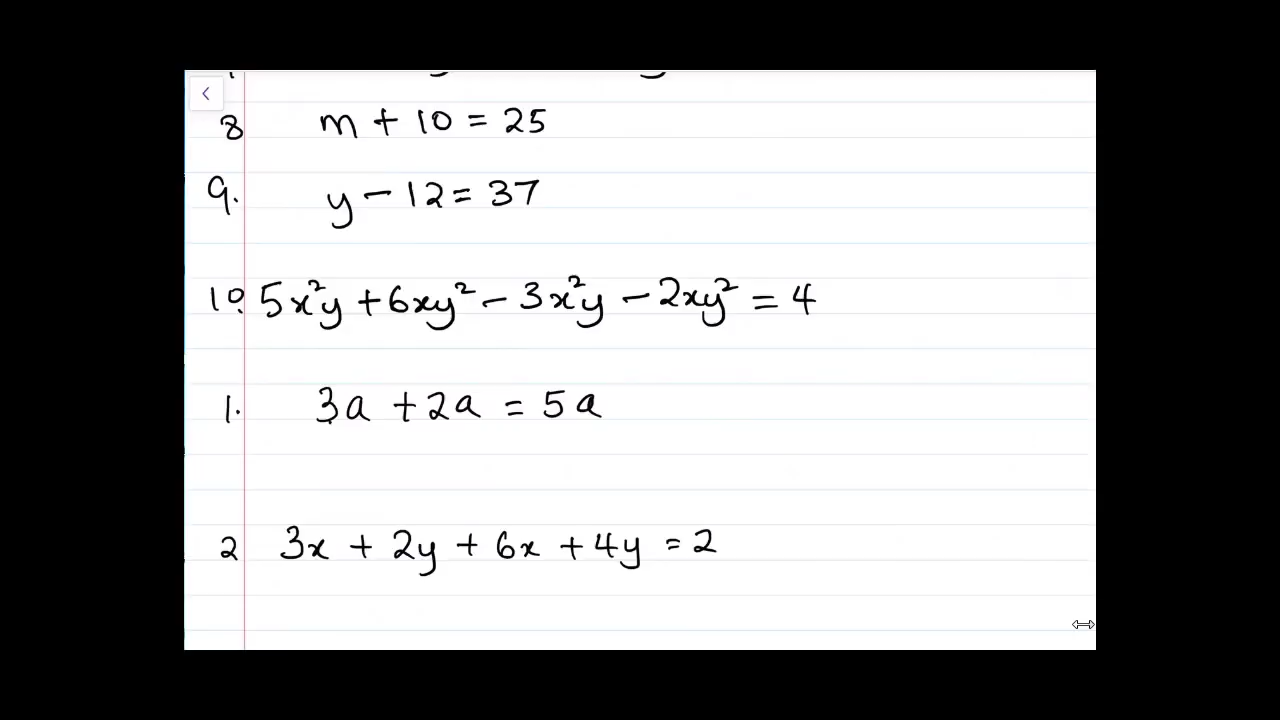 8 m + 10 = 25
9. y - 12 = 37
10. 5x²y + 6xy² - 3x²y - 2xy² = 4
1. 3a + 2a = 5a
2 3x + 2y + 6x + 4y = 2